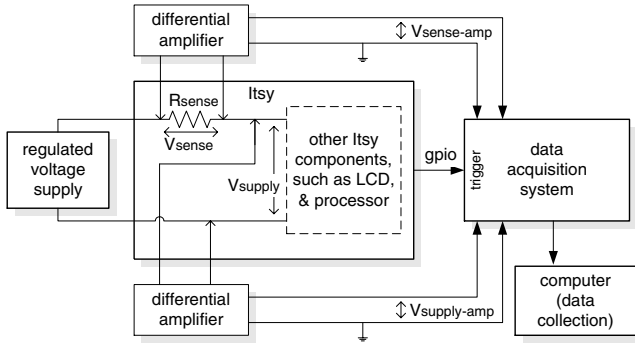 differential
amplifier
Vsense-amp
Itsy
Rsense
Vsense
regulated
voltage
supply
Vsupply
other Itsy
components,
such as LCD,
& processor
gpio
trigger
data
acquisition
system
differential
amplifier
Vsupply-amp
computer
(data
collection)